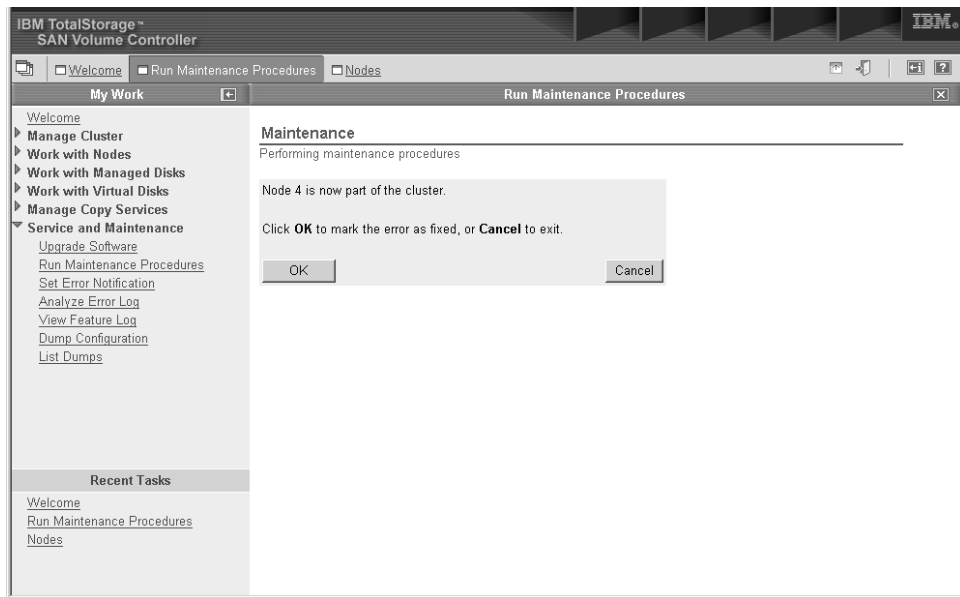 IBM TotalStorage™
SAN Volume Controller
IBM®
Welcome
Run Maintenance Procedures
Nodes
My Work
Run Maintenance Procedures
Welcome
Manage Cluster
Work with Nodes
Work with Managed Disks
Work with Virtual Disks
Manage Copy Services
Service and Maintenance
Upgrade Software
Run Maintenance Procedures
Set Error Notification
Analyze Error Log
View Feature Log
Dump Configuration
List Dumps
Recent Tasks
Welcome
Run Maintenance Procedures
Nodes
Maintenance
Performing maintenance procedures
Node 4 is now part of the cluster.
Click OK to mark the error as fixed, or Cancel to exit.
OK
Cancel